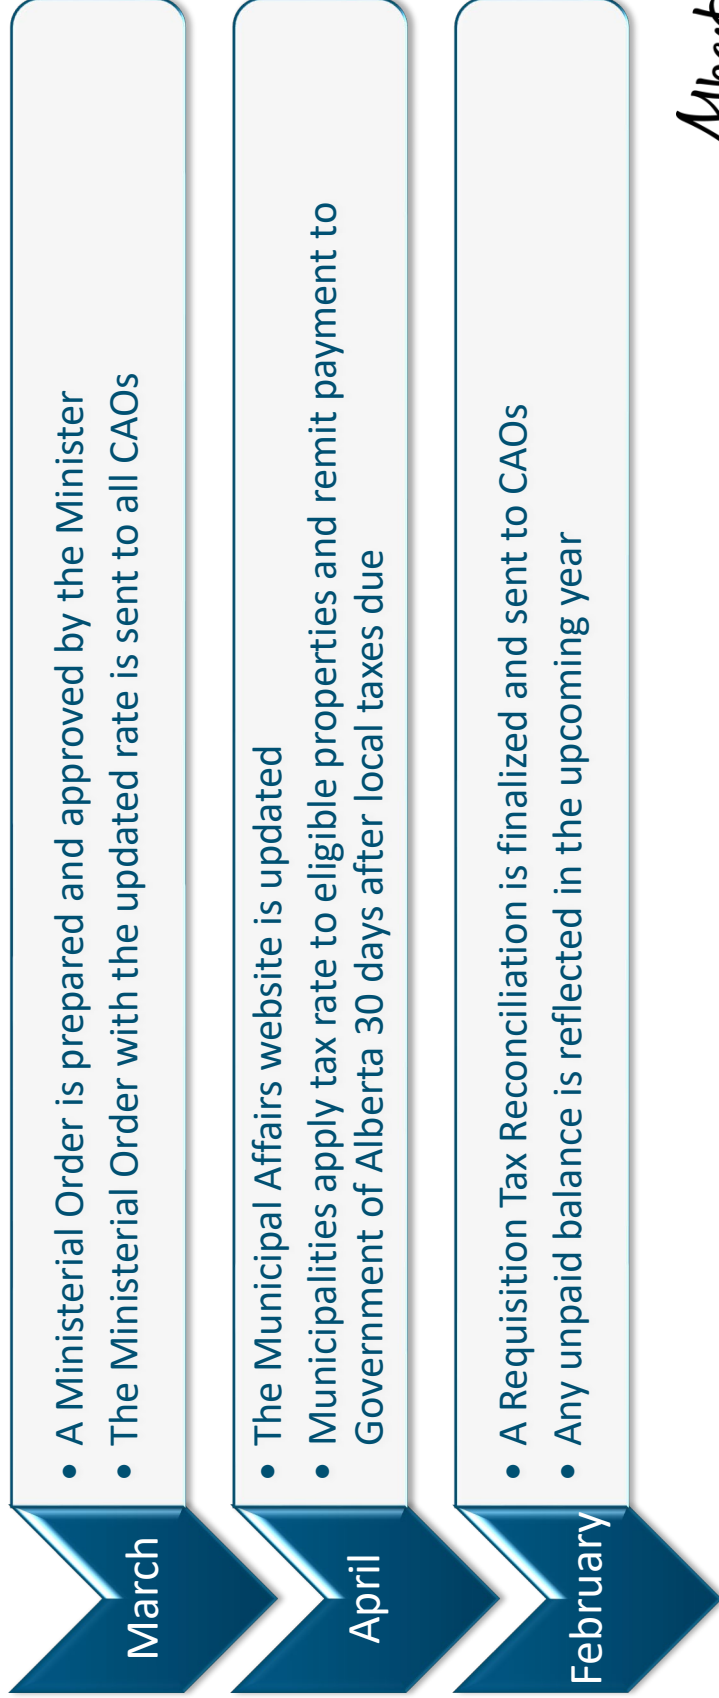 March
• A Ministerial Order is prepared and approved by the Minister
• The Ministerial Order with the updated rate is sent to all CAOs
April
• The Municipal Affairs website is updated
• Municipalities apply tax rate to eligible properties and remit payment to
Government of Alberta 30 days after local taxes due
February
• A Requisition Tax Reconciliation is finalized and sent to CAOs
• Any unpaid balance is reflected in the upcoming year